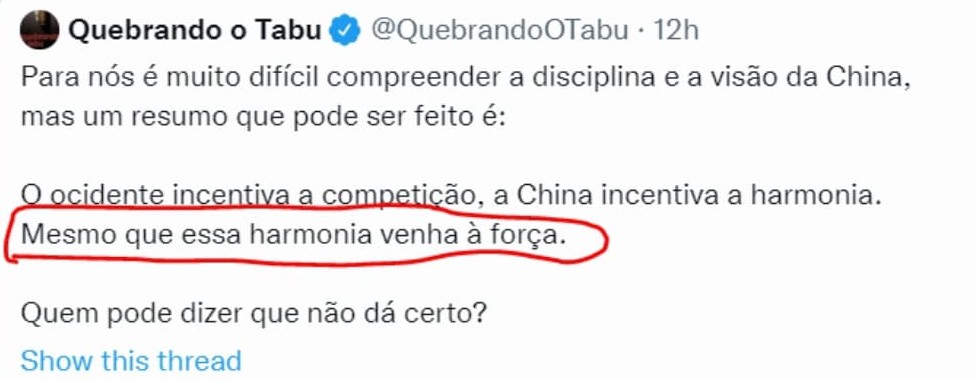 Quebrando o Tabu @QuebrandoOTabu · 12h
Para nós é muito difícil compreender a disciplina e a visão da China,
mas um resumo que pode ser feito é:
O ocidente incentiva a competição, a China incentiva a harmonia.
Mesmo que essa harmonia venha à força.
Quem pode dizer que não dá certo?
Show this thread